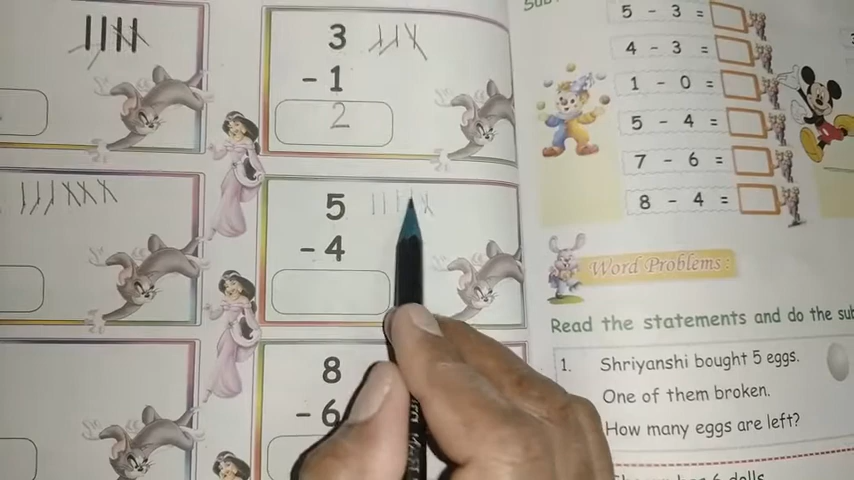 3
- 1
2
5
- 4
8
- 6
5 - 3 =
4 - 3 =
1 - 0 =
5 - 4 =
7 - 6 =
8 - 4 =
Word Problems :
Read the statements and do the sub
1. Shriyanshi bought 5 eggs.
One of them broken.
How many eggs are left?
6 dolls